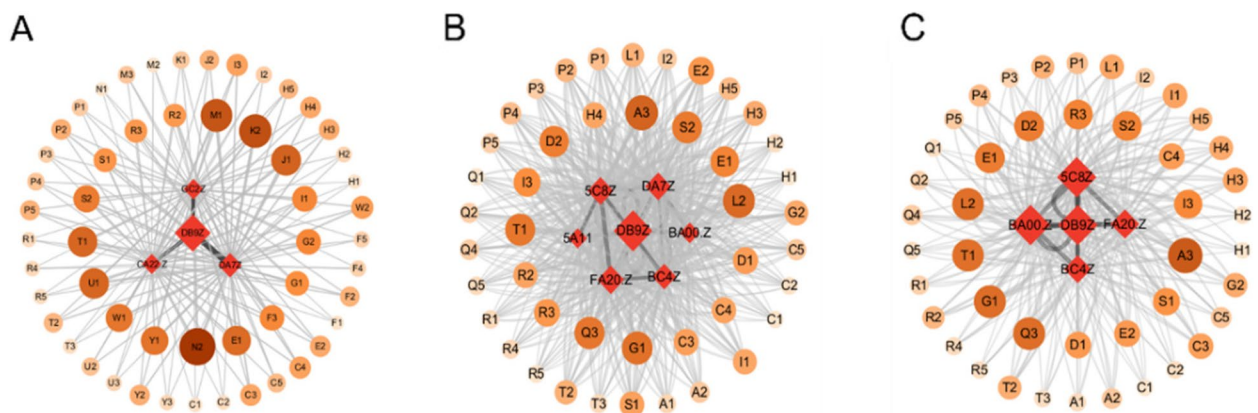 A
B
C
M2
K1
J2
I3
I2
H5
H4
H3
H2
H1
W2
F5
F4
F2
F1
E2
C4
C5
C3
C2
C1
Y3
Y2
U3
U2
T3
T2
R5
R4
R1
P5
P4
P3
P2
P1
N1
M3
R2
M1
K2
J1
I1
G2
G1
F3
E1
N2
Y1
W1
U1
T1
S2
S1
R3
DB9Z
DA7Z
P1
L1
I2
E2
H5
H3
H2
H1
G2
C5
C2
C1
I1
A2
A1
S1
T3
T2
R5
R4
R1
Q5
Q4
Q2
Q1
P5
P4
P3
P2
H4
A3
S2
E1
L2
D1
C4
C3
G1
Q3
R3
R2
T1
I3
D2
5C8Z
DA7Z
DB9Z
5A11
BA00.Z
FA20.Z
BC4Z
P2
P1
L1
I2
I1
H5
H4
H3
H2
H1
G2
C5
C3
C2
C1
A2
A1
T3
T2
R5
R4
R2
R1
Q5
Q4
Q2
Q1
P5
P4
P3
D2
R3
S2
C4
I3
A3
S1
E2
D1
Q3
G1
T1
L2
E1
5C8Z
BA00.Z
DB9Z
FA20.Z
BC4Z